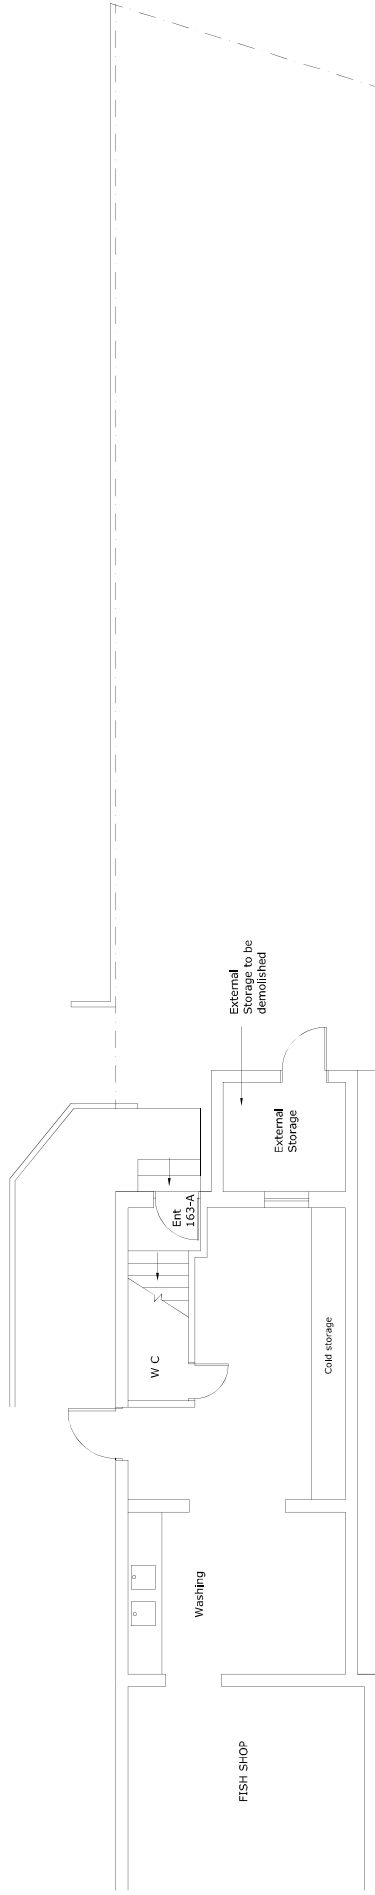 External
Storage to be
demolished
External
Storage
Ent
163-A
W C
Cold storage
Washing
FISH SHOP